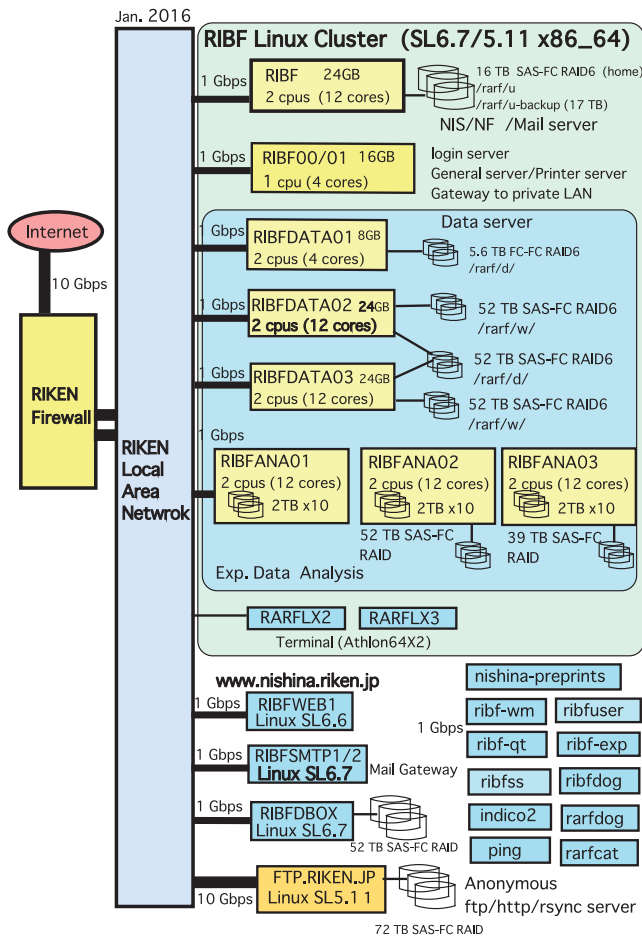 Jan. 2016
RIBF Linux Cluster (SL6.7/5.11 x86_64)
1 Gbps
RIBF 24GB
2 cpus (12 cores)
16 TB SAS-FC RAID6 (home)
/rarf/u
/rarf/u-backup (17 TB)
NIS/NF /Mail server
1 Gbps
RIBF00/01 16GB
1 cpu (4 cores)
login server
General server/Printer server
Gateway to private LAN
Internet
10 Gbps
RIKEN
Firewall
RIKEN
Local
Area
Netwrok
Data server
1 Gbps
RIBFDATA01 8GB
2 cpus (4 cores)
5.6 TB FC-FC RAID6
/rarf/d/
1 Gbps
RIBFDATA02 24GB
2 cpus (12 cores)
52 TB SAS-FC RAID6
/rarf/w/
52 TB SAS-FC RAID6
/rarf/d/
1 Gbps
RIBFDATA03 24GB
2 cpus (12 cores)
52 TB SAS-FC RAID6
/rarf/w/
1 Gbps
RIBFANA01
2 cpus (12 cores)
2TB x10
RIBFANA02
2 cpus (12 cores)
2TB x10
52 TB SAS-FC
RAID
RIBFANA03
2 cpus (12 cores)
2TB x10
39 TB SAS-FC
RAID
Exp. Data Analysis
RARFLX2
RARFLX3
Terminal (Athlon64X2)
www.nishina.riken.jp
1 Gbps
RIBFWEB1
Linux SL6.6
1 Gbps
RIBFSMTP1/2
Linux SL6.7
Mail Gateway
1 Gbps
RIBFDBOX
Linux SL6.7
52 TB SAS-FC RAID
10 Gbps
FTP.RIKEN.JP
Linux SL5.11
72 TB SAS-FC RAID
Anonymous
ftp/http/rsync server
1 Gbps
nishina-preprints
ribf-wm
ribfuser
ribf-qt
ribf-exp
ribfss
ribfdog
indico2
rarfdog
ping
rarfcat